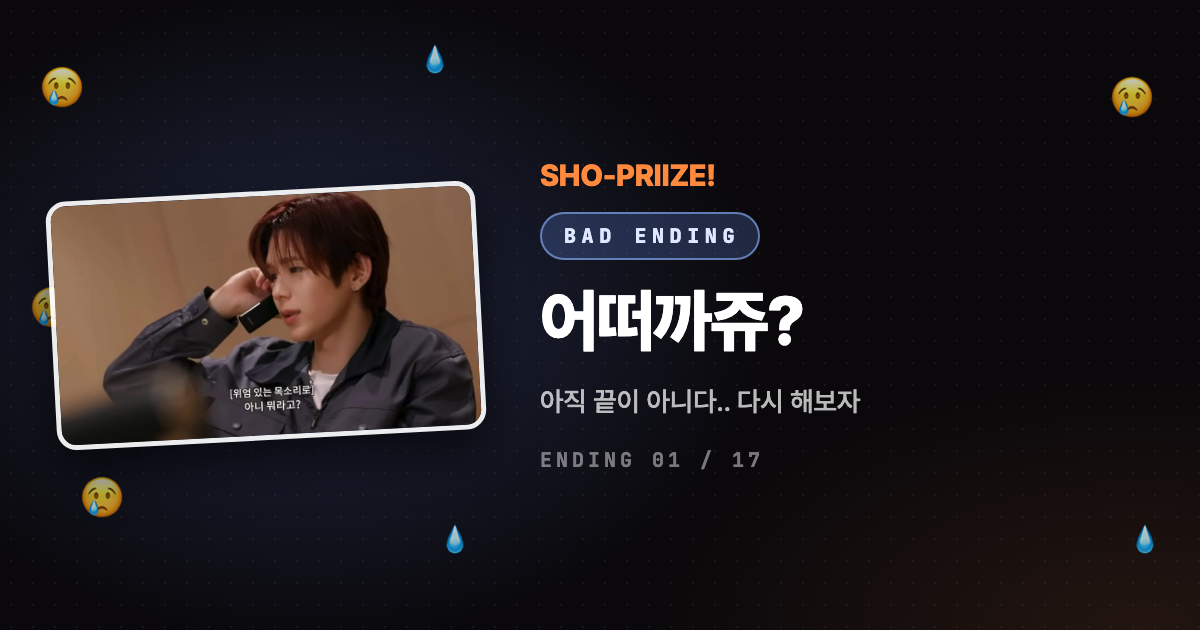 SHO-PRIIZE!
BAD ENDING
어떠까쥬?
아직 끝이 아니다.. 다시 해보자
ENDING 01 / 17
[위엄 있는 목소리로]
아니 뭐라고?